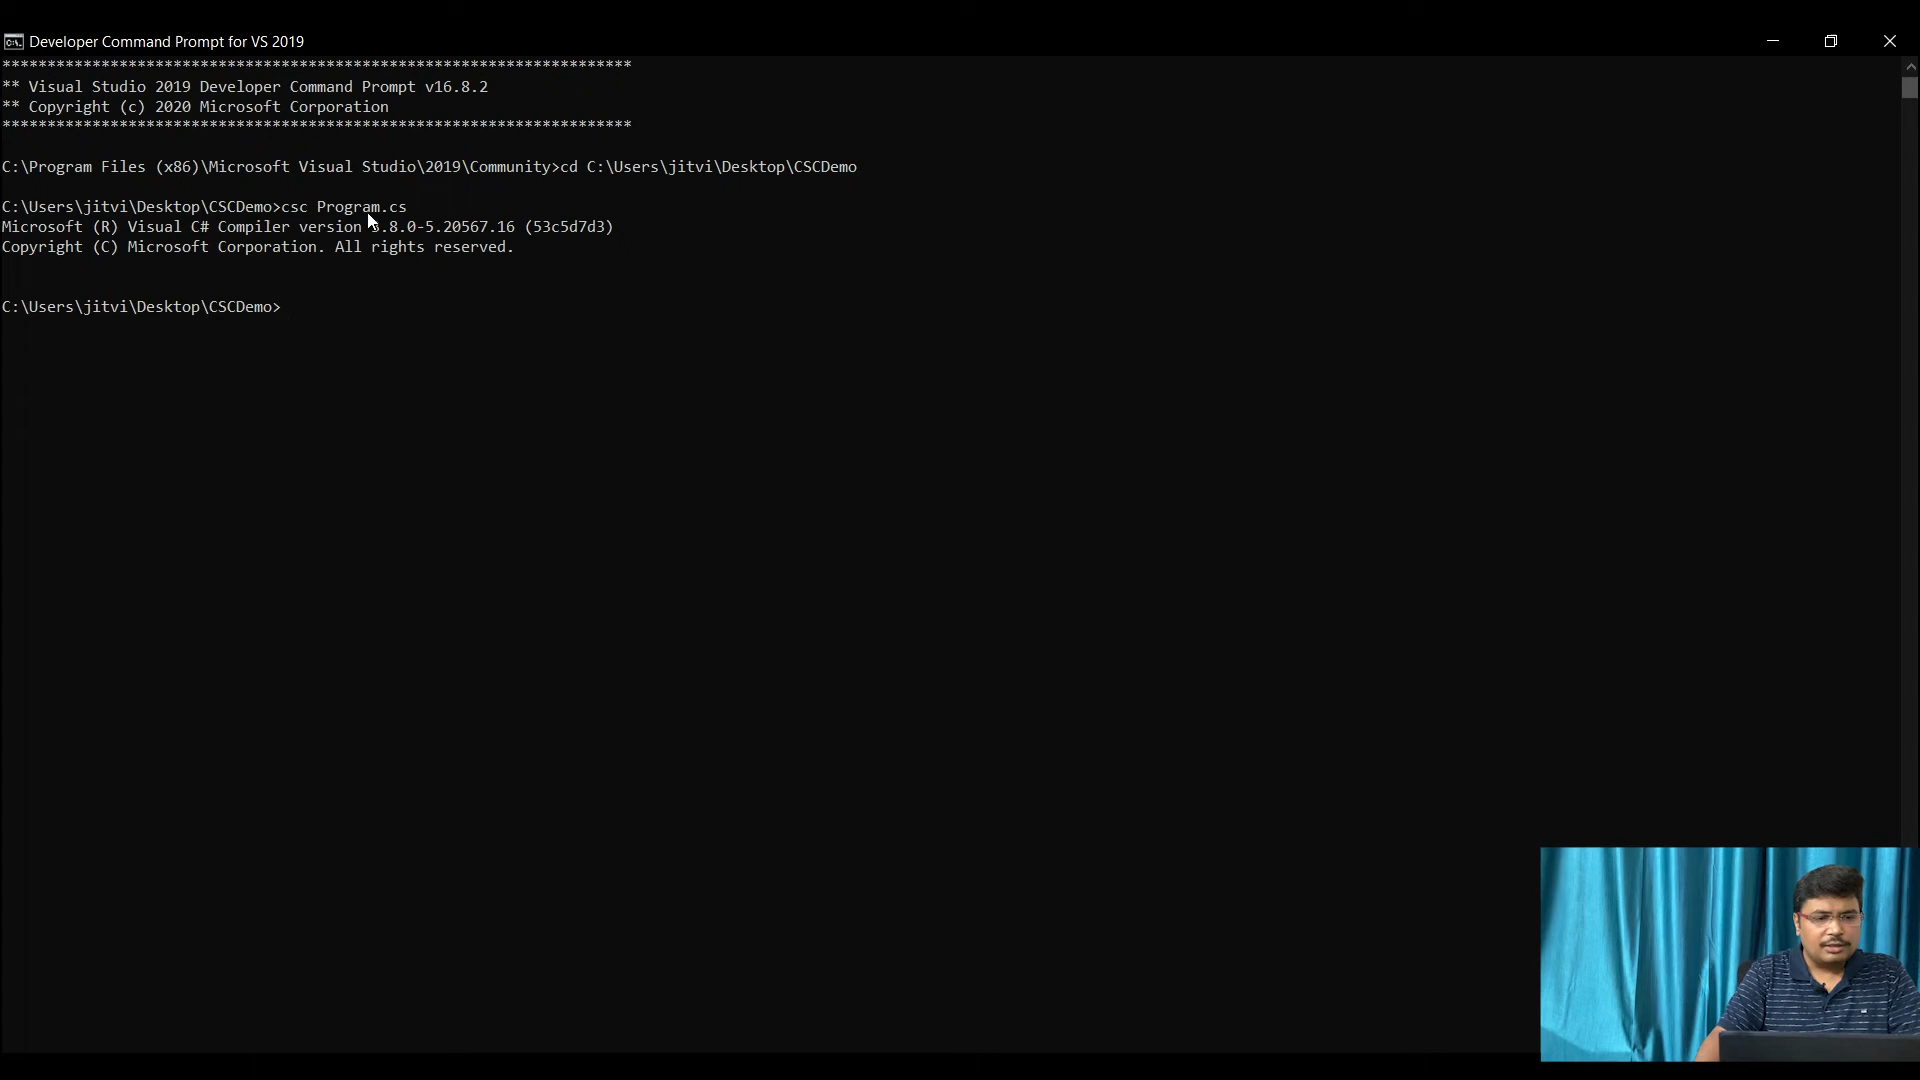 Developer Command Prompt for VS 2019
**********************************************************************
** Visual Studio 2019 Developer Command Prompt v16.8.2
** Copyright (c) 2020 Microsoft Corporation
**********************************************************************
C:\Program Files (x86)\Microsoft Visual Studio\2019\Community>cd C:\Users\jitvi\Desktop\CSCDemo
C:\Users\jitvi\Desktop\CSCDemo>csc Program.cs
Microsoft (R) Visual C# Compiler version .8.0-5.20567.16 (53c5d7d3)
Copyright (C) Microsoft Corporation. All rights reserved.
C:\Users\jitvi\Desktop\CSCDemo>